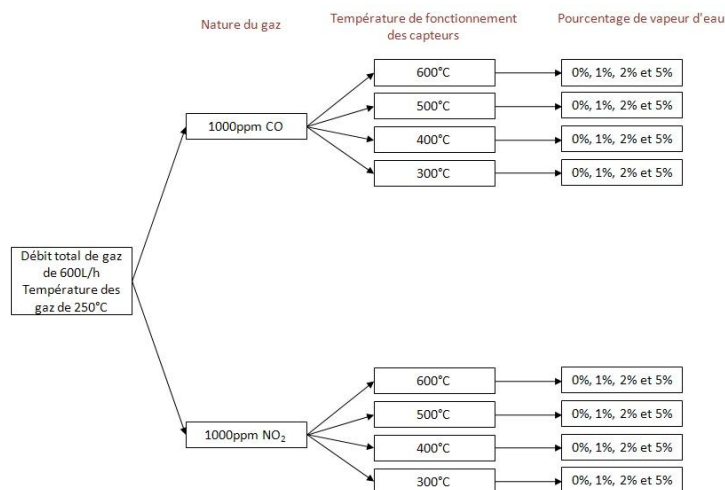 Nature du gaz
Température de fonctionnement
des capteurs
Pourcentage de vapeur d'eau
600°C
0%, 1%, 2% et 5%
500°C
0%, 1%, 2% et 5%
1000ppm CO
400°C
0%, 1%, 2% et 5%
300°C
0%, 1%, 2% et 5%
Débit total de gaz
de 600L/h
Température des
gaz de 250°C
600°C
0%, 1%, 2% et 5%
500°C
0%, 1%, 2% et 5%
1000ppm NO₂
400°C
0%, 1%, 2% et 5%
300°C
0%, 1%, 2% et 5%